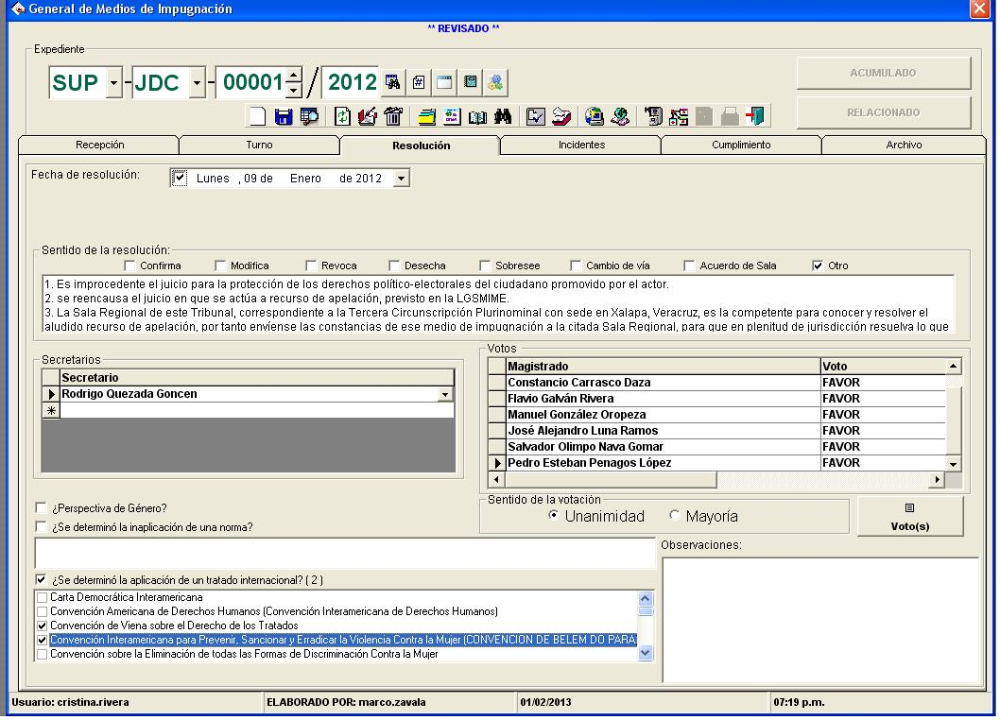 General de Medios de Impugnación
** REVISADO **
Expediente
SUP - JDC - 00001 / 2012
ACUMULADO
RELACIONADO
Recepción Turno Resolución Incidentes Cumplimiento Archivo
Fecha de resolución: Lunes , 09 de Enero de 2012
Sentido de la resolución:
Confirma Modifica Revoca Desecha Sobresee Cambio de vía Acuerdo de Sala Otro
1. Es improcedente el juicio para la protección de los derechos político-electorales del ciudadano promovido por el actor.
2. se reencausa el juicio en que se actúa a recurso de apelación, previsto en la LGSMIME.
3. La Sala Regional de este Tribunal, correspondiente a la Tercera Circunscripción Plurinominal con sede en Xalapa, Veracruz, es la competente para conocer y resolver el
aludido recurso de apelación, por tanto envíense las constancias de ese medio de impugnación a la citada Sala Regional, para que en plenitud de jurisdicción resuelva lo que
Secretarios
Secretario
Rodrigo Quezada Goncen
Votos
Magistrado Voto
Constancio Carrasco Daza FAVOR
Flavio Galván Rivera FAVOR
Manuel González Oropeza FAVOR
José Alejandro Luna Ramos FAVOR
Salvador Olimpo Nava Gomar FAVOR
Pedro Esteban Penagos López FAVOR
Sentido de la votación
Unanimidad Mayoría
Voto(s)
¿Perspectiva de Género?
¿Se determinó la inaplicación de una norma?
Observaciones:
¿Se determinó la aplicación de un tratado internacional? ( 2 )
Carta Democrática Interamericana
Convención Americana de Derechos Humanos (Convención Interamericana de Derechos Humanos)
Convención de Viena sobre el Derecho de los Tratados
Convención Interamericana para Prevenir, Sancionar y Erradicar la Violencia Contra la Mujer (CONVENCION DE BELEM DO PARA
Convención sobre la Eliminación de todas las Formas de Discriminación Contra la Mujer
Usuario: cristina.rivera ELABORADO POR: marco.zavala 01/02/2013 07:19 p.m.